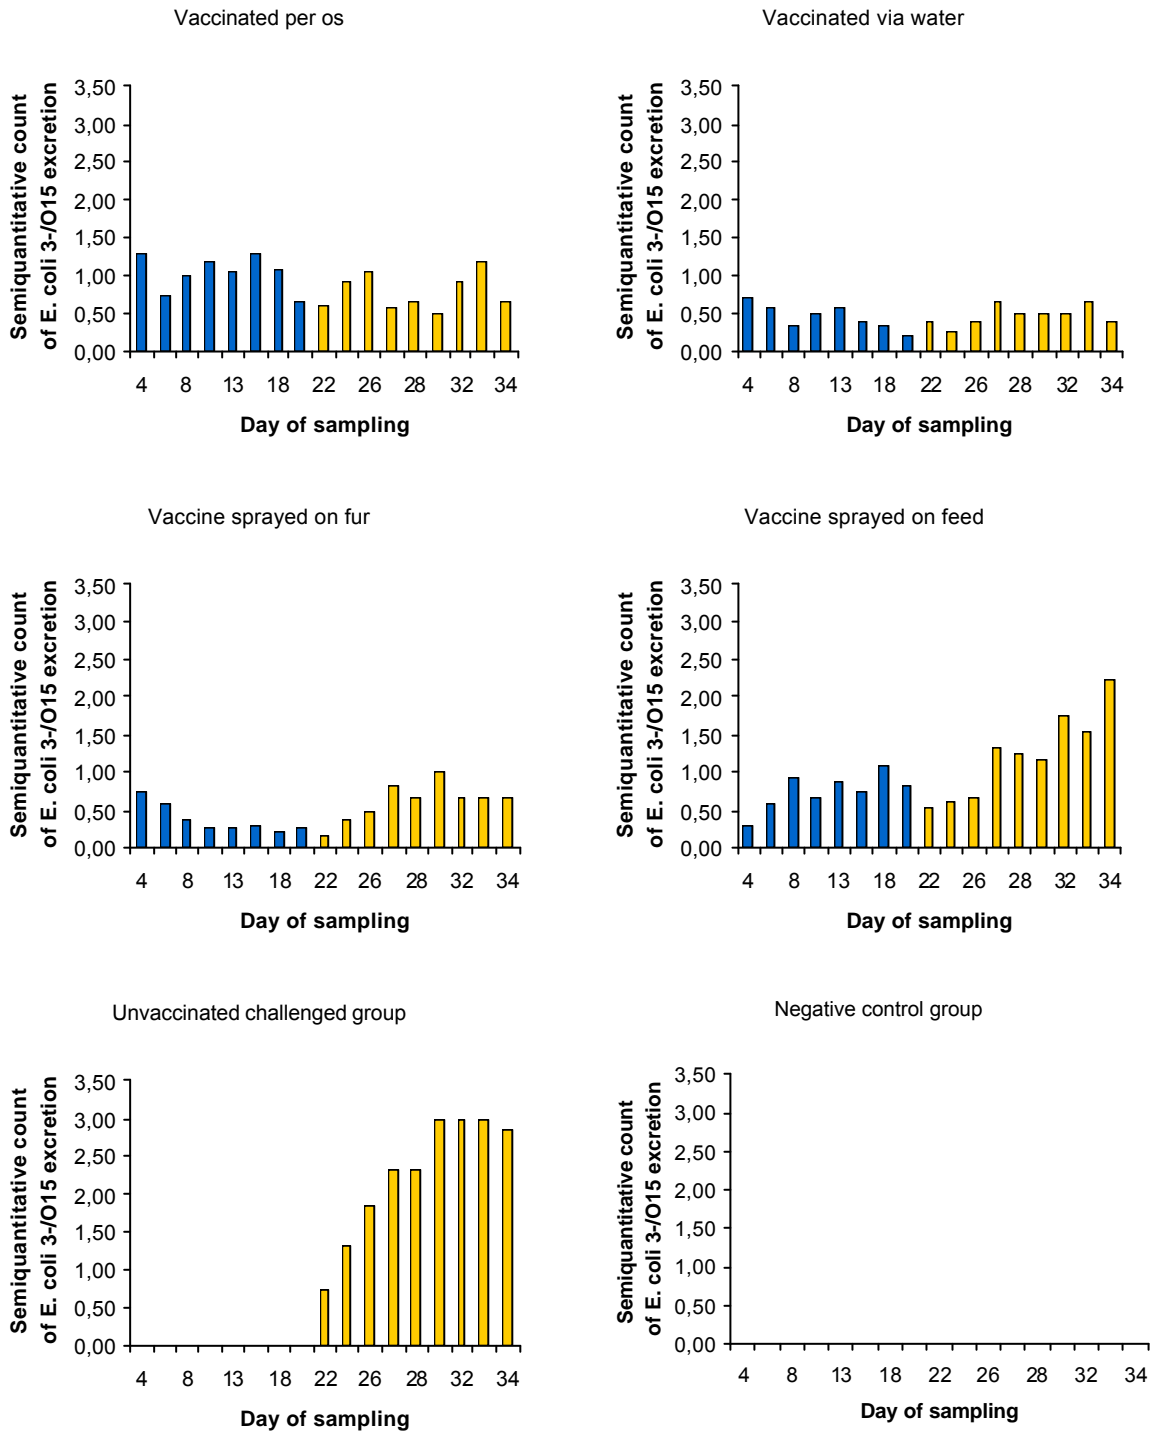 Vaccinated per os
Semiquantitative count
of E. coli 3-/O15 excretion
3,50
3,00
2,50
2,00
1,50
1,00
0,50
0,00
4 8 13 18 22 26 28 32 34
Day of sampling
Vaccinated via water
Semiquantitative count
of E. coli 3-/O15 excretion
3,50
3,00
2,50
2,00
1,50
1,00
0,50
0,00
4 8 13 18 22 26 28 32 34
Day of sampling
Vaccine sprayed on fur
Semiquantitative count
of E. coli 3-/O15 excretion
3,50
3,00
2,50
2,00
1,50
1,00
0,50
0,00
4 8 13 18 22 26 28 32 34
Day of sampling
Vaccine sprayed on feed
Semiquantitative count
of E. coli 3-/O15 excretion
3,50
3,00
2,50
2,00
1,50
1,00
0,50
0,00
4 8 13 18 22 26 28 32 34
Day of sampling
Unvaccinated challenged group
Semiquantitative count
of E. coli 3-/O15 excretion
3,50
3,00
2,50
2,00
1,50
1,00
0,50
0,00
4 8 13 18 22 26 28 32 34
Day of sampling
Negative control group
Semiquantitative count
of E. coli 3-/O15 excretion
3,50
3,00
2,50
2,00
1,50
1,00
0,50
0,00
4 8 13 18 22 26 28 32 34
Day of sampling